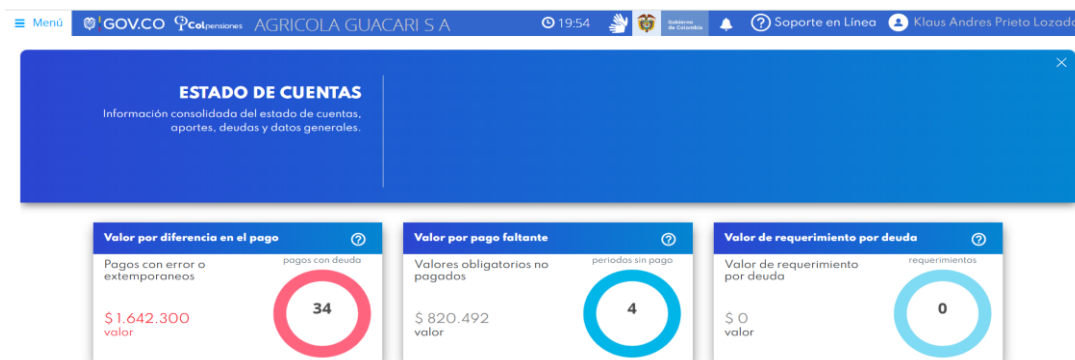 Menú GOV.CO Colpensiones AGRICOLA GUACARI S A 19:54 Gobierno de Colombia Soporte en Línea Klaus Andres Prieto Lozado
ESTADO DE CUENTAS
Información consolidada del estado de cuentas,
aportes, deudas y datos generales.
Valor por diferencia en el pago
Pagos con error o
extemporaneos
pagos con deuda
34
$ 1.642.300
valor
Valor por pago faltante
Valores obligatorios no
pagados
periodos sin pago
4
$ 820.492
valor
Valor de requerimiento por deuda
Valor de requerimiento
por deuda
requerimientos
0
$ 0
valor